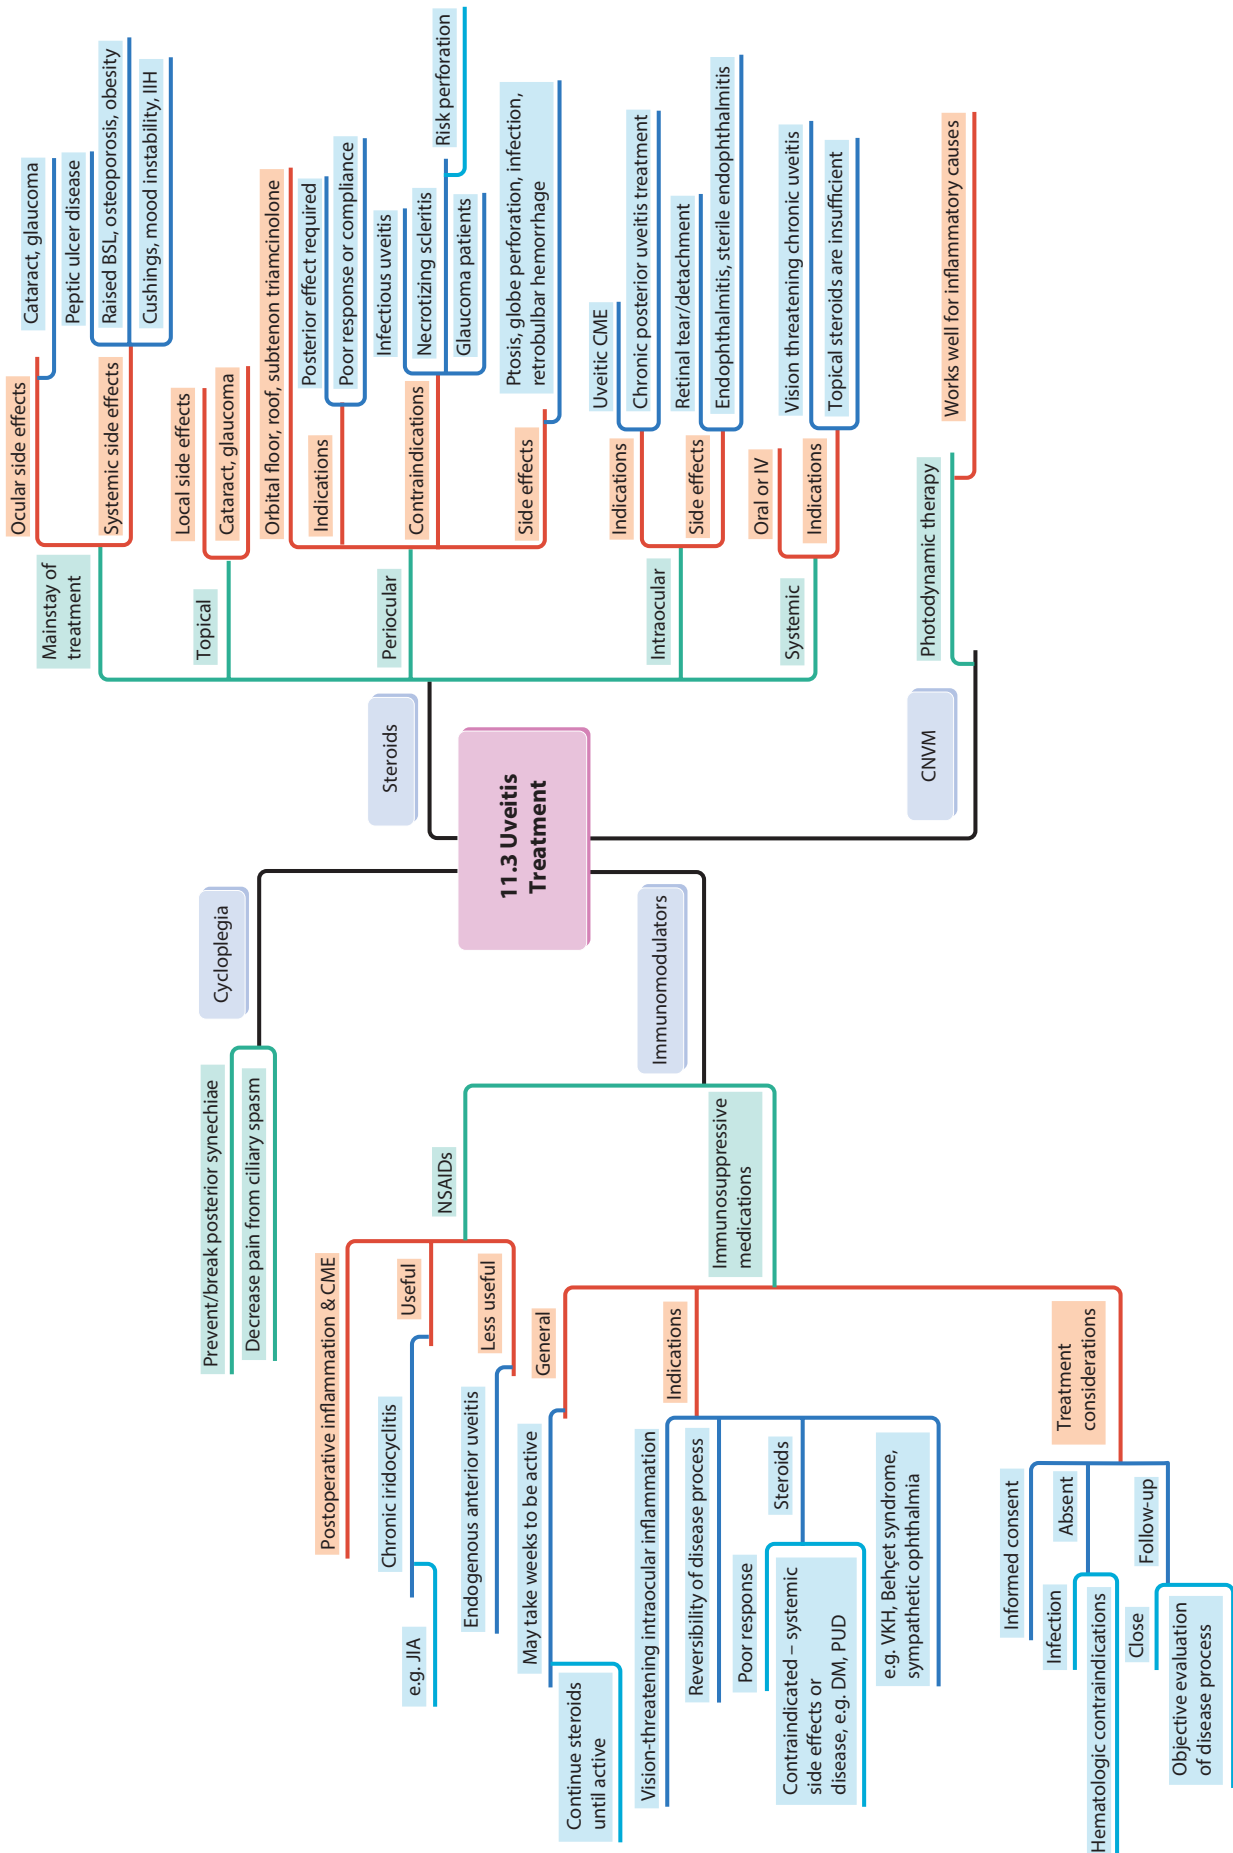 11.3 Uveitis
Treatment
Cycloplegia
Prevent/break posterior synechiae
Decrease pain from ciliary spasm
Immunomodulators
NSAIDs
Postoperative inflammation & CME
Useful
Chronic iridocyclitis
e.g. JIA
Less useful
Endogenous anterior uveitis
Immunosuppressive
medications
General
May take weeks to be active
Continue steroids
until active
Indications
Vision-threatening intraocular inflammation
Reversibility of disease process
Steroids
Poor response
Contraindicated – systemic
side effects or
disease, e.g. DM, PUD
e.g. VKH, Behçet syndrome,
sympathetic ophthalmia
Treatment
considerations
Informed consent
Absent
Infection
Hematologic contraindications
Follow-up
Close
Objective evaluation
of disease process
Steroids
Mainstay of
treatment
Ocular side effects
Cataract, glaucoma
Systemic side effects
Peptic ulcer disease
Raised BSL, osteoporosis, obesity
Cushings, mood instability, IIH
Topical
Local side effects
Cataract, glaucoma
Periocular
Orbital floor, roof, subtenon triamcinolone
Indications
Posterior effect required
Poor response or compliance
Contraindications
Infectious uveitis
Necrotizing scleritis
Risk perforation
Glaucoma patients
Side effects
Ptosis, globe perforation, infection,
retrobulbar hemorrhage
Intraocular
Indications
Uveitic CME
Chronic posterior uveitis treatment
Side effects
Retinal tear/detachment
Endophthalmitis, sterile endophthalmitis
Systemic
Oral or IV
Indications
Vision threatening chronic uveitis
Topical steroids are insufficient
CNVM
Photodynamic therapy
Works well for inflammatory causes